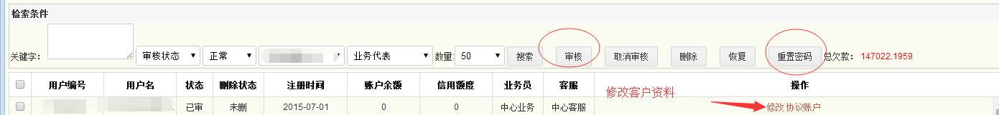 检索条件
关键字: 审核状态 正常 业务代表 数量: 50 搜索 审核 取消审核 删除 恢复 重置密码 总欠款: 147022.1959
用户编号 用户名 状态 删除状态 注册时间 账户余额 信用额度 业务员 客服 操作
修改客户资料
已审 未删 2015-07-01 0 0 中心业务 中心客服 修改 协议账户